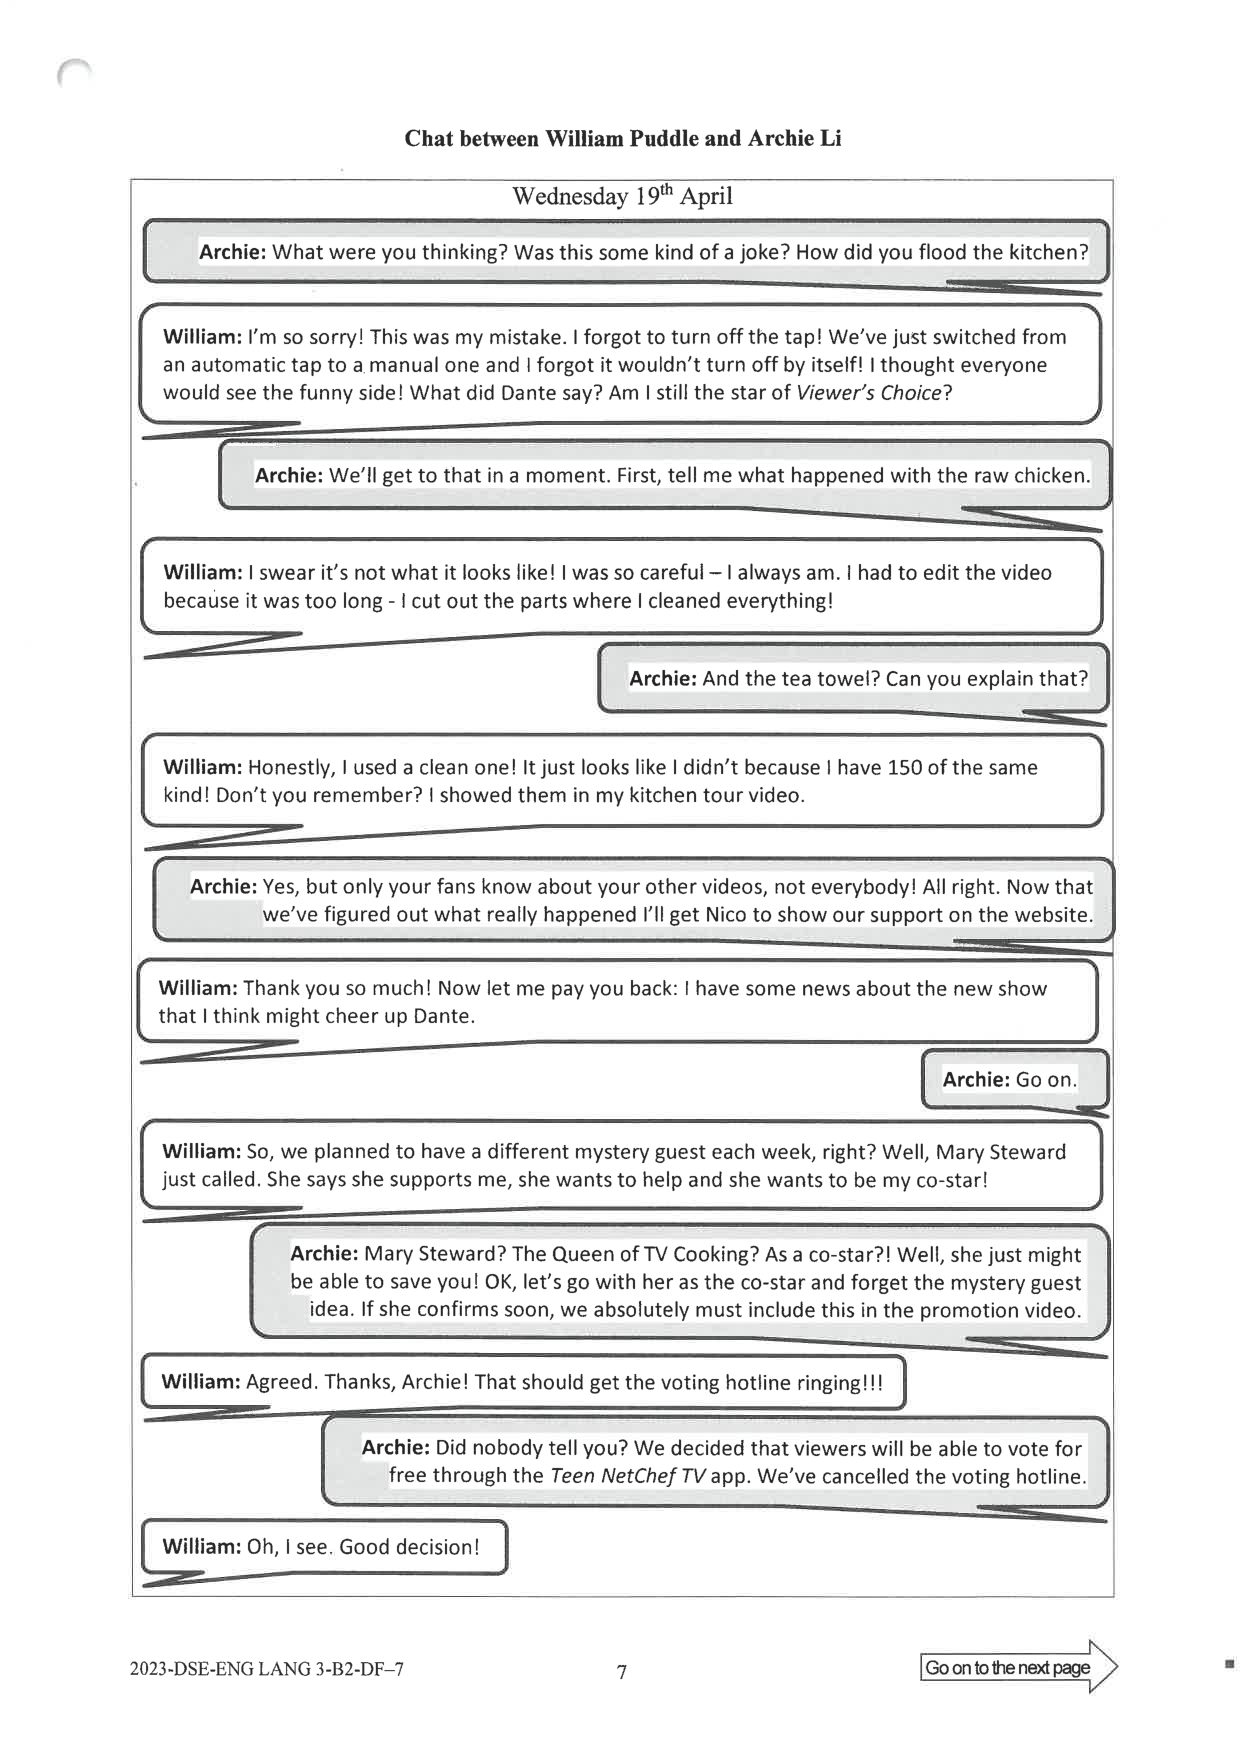 Chat between William Puddle and Archie Li
Wednesday 19th April
Archie: What were you thinking? Was this some kind of a joke? How did you flood the kitchen?
William: I'm so sorry! This was my mistake. I forgot to turn off the tap! We've just switched from
an automatic tap to a manual one and I forgot it wouldn't turn off by itself! I thought everyone
would see the funny side! What did Dante say? Am I still the star of Viewer's Choice?
Archie: We'll get to that in a moment. First, tell me what happened with the raw chicken.
William: I swear it's not what it looks like! I was so careful – I always am. I had to edit the video
because it was too long - I cut out the parts where I cleaned everything!
Archie: And the tea towel? Can you explain that?
William: Honestly, I used a clean one! It just looks like I didn't because I have 150 of the same
kind! Don't you remember? I showed them in my kitchen tour video.
Archie: Yes, but only your fans know about your other videos, not everybody! All right. Now that
we've figured out what really happened I'll get Nico to show our support on the website.
William: Thank you so much! Now let me pay you back: I have some news about the new show
that I think might cheer up Dante.
Archie: Go on.
William: So, we planned to have a different mystery guest each week, right? Well, Mary Steward
just called. She says she supports me, she wants to help and she wants to be my co-star!
Archie: Mary Steward? The Queen of TV Cooking? As a co-star?! Well, she just might
be able to save you! OK, let's go with her as the co-star and forget the mystery guest
idea. If she confirms soon, we absolutely must include this in the promotion video.
William: Agreed. Thanks, Archie! That should get the voting hotline ringing!!!
Archie: Did nobody tell you? We decided that viewers will be able to vote for
free through the Teen NetChef TV app. We've cancelled the voting hotline.
William: Oh, I see. Good decision!
2023-DSE-ENG LANG 3-B2-DF–7
7
Go on to the next page